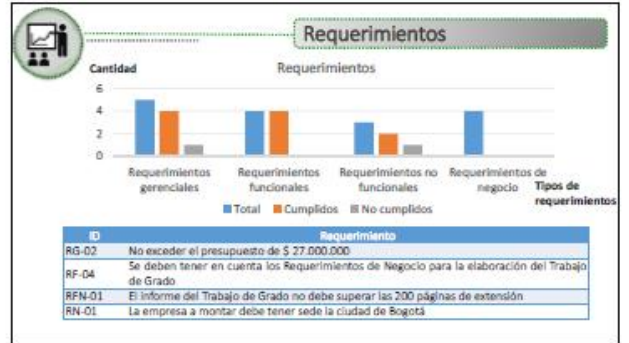 Requerimientos
Cantidad
Requerimientos
6
4
2
0
Requerimientos gerenciales
Requerimientos funcionales
Requerimientos no funcionales
Requerimientos de negocio
Tipos de requerimientos
Total Cumplidos No cumplidos
ID Requerimiento
RG-02 No exceder el presupuesto de $ 27.000.000
RF-04 Se deben tener en cuenta los Requerimientos de Negocio para la elaboración del Trabajo
de Grado
RFN-01 El informe del Trabajo de Grado no debe superar las 200 páginas de extensión
RN-01 La empresa a montar debe tener sede la ciudad de Bogotá